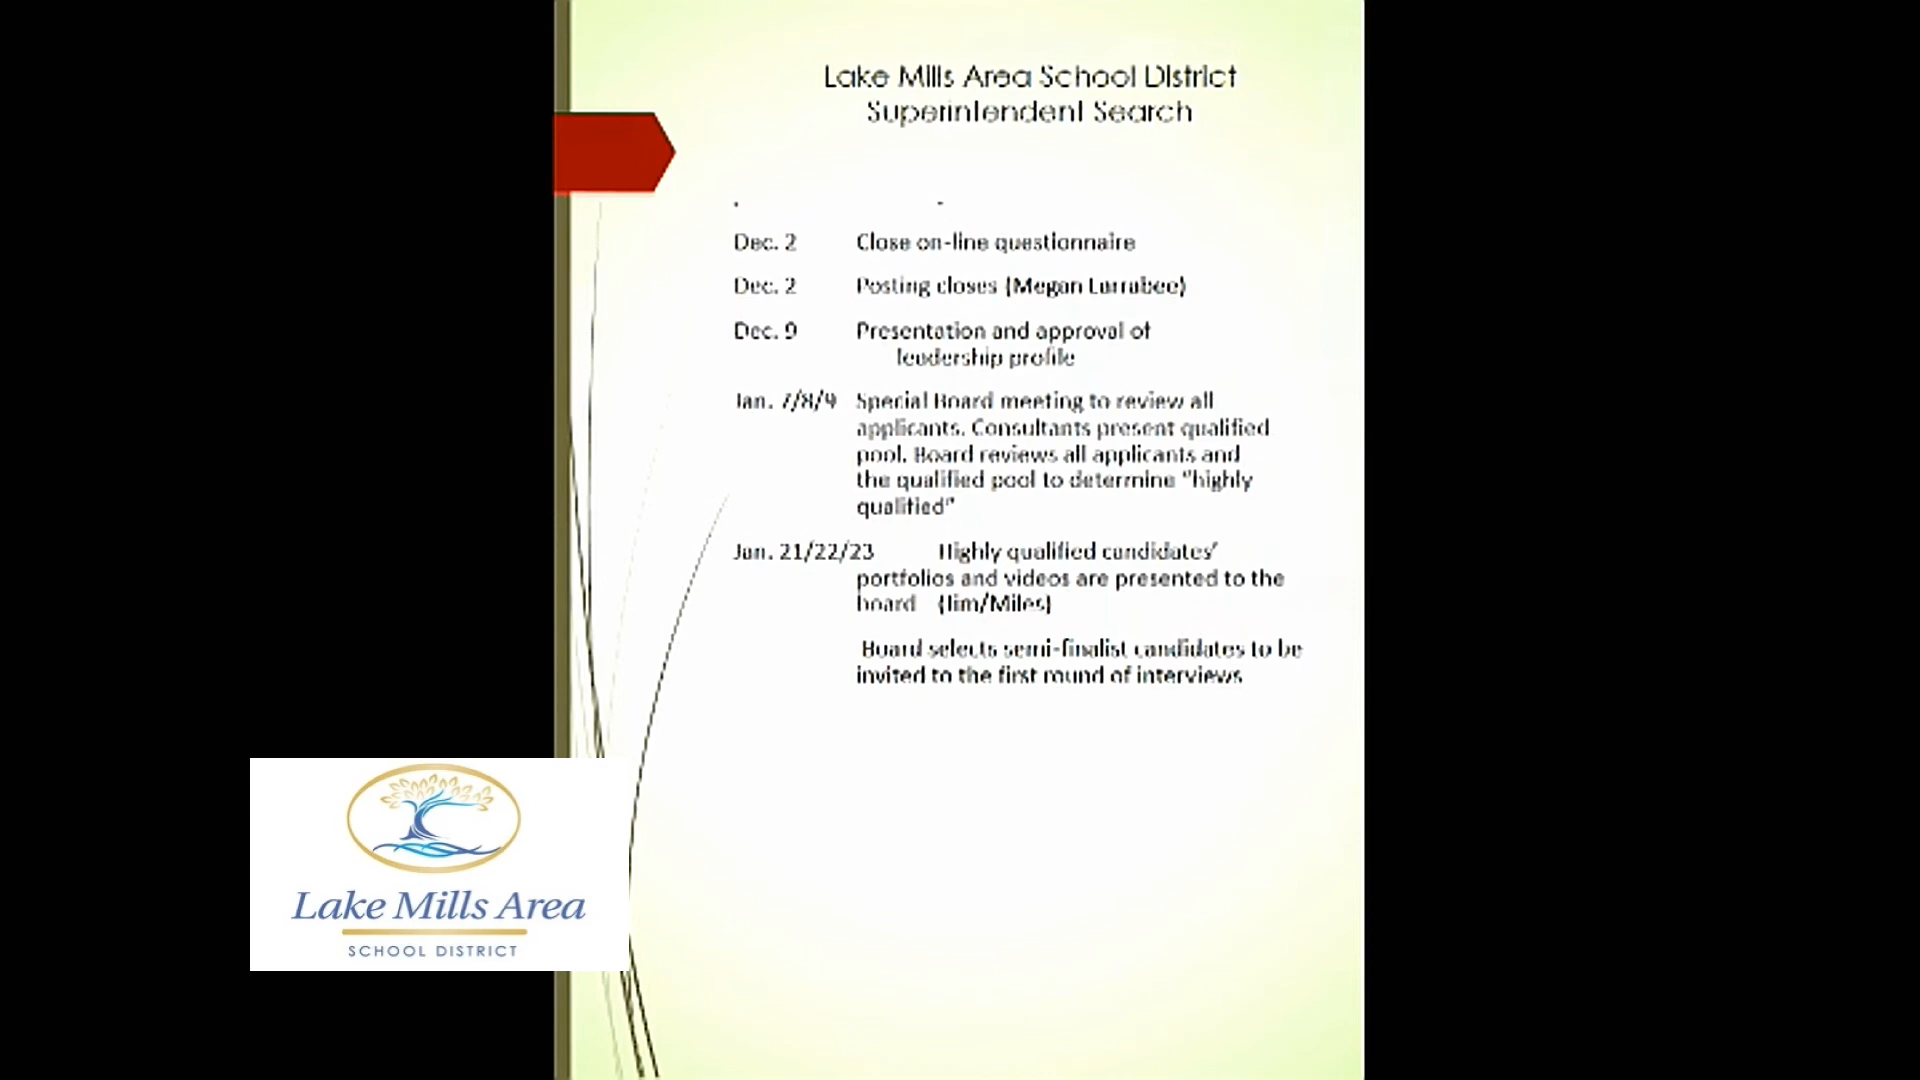 Lake Mills Area School District
Superintendent Search
Dec. 2 Close on-line questionnaire
Dec. 2 Posting closes (Megan Larrabee)
Dec. 9 Presentation and approval of
leadership profile
Jan. 7/8/9 Special Board meeting to review all
applicants. Consultants present qualified
pool. Board reviews all applicants and
the qualified pool to determine "highly
qualified"
Jan. 21/22/23 Highly qualified candidates'
portfolios and videos are presented to the
board (Jim/Miles)
Board selects semi-finalist candidates to be
invited to the first round of interviews
Lake Mills Area
SCHOOL DISTRICT